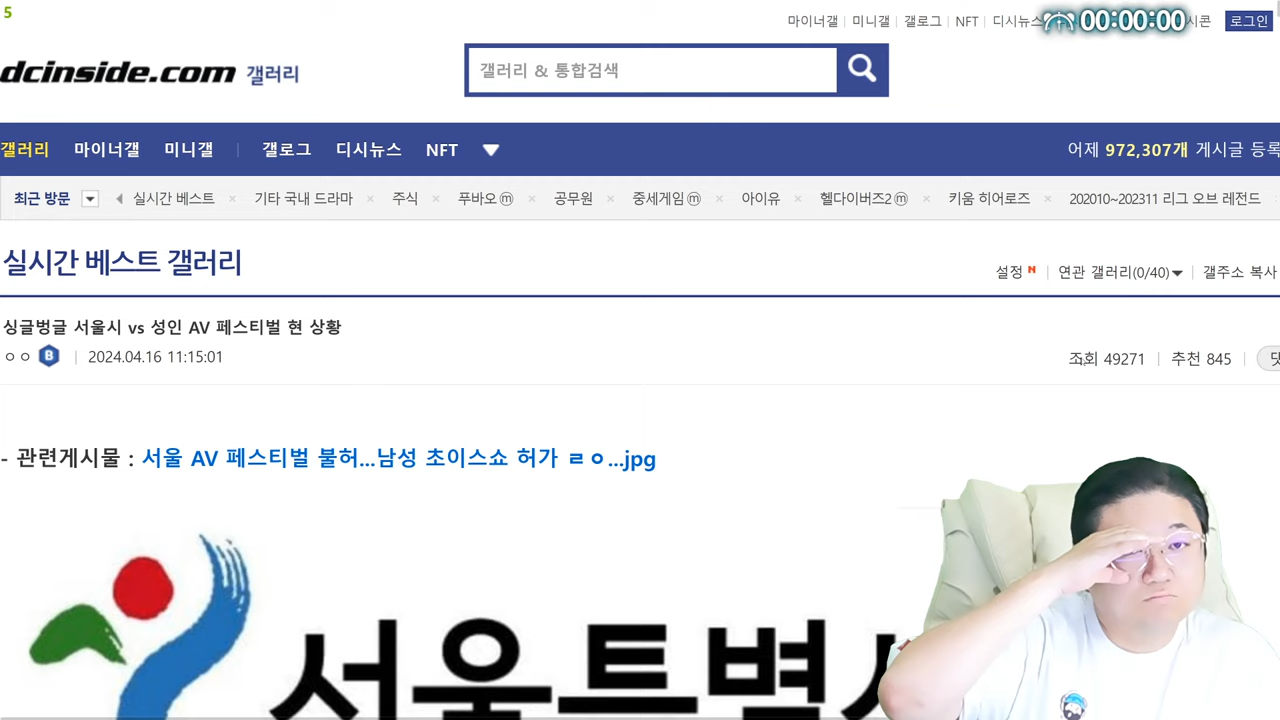 5
마이너갤 미니갤 갤로그 NFT 디시뉴스 00:00:00 시콘 로그인
dcinside.com 갤러리
갤러리 & 통합검색
갤러리 마이너갤 미니갤 갤로그 디시뉴스 NFT 어제 972,307개 게시글 등록
최근 방문 실시간 베스트 × 기타 국내 드라마 × 주식 × 푸바오ⓜ × 공무원 × 중세게임ⓜ × 아이유 × 헬다이버즈2ⓜ × 키움 히어로즈 × 202010~202311 리그 오브 레전드
실시간 베스트 갤러리
설정 N 연관 갤러리(0/40) 갤주소 복사
싱글벙글 서울시 vs 성인 AV 페스티벌 현 상황
ㅇㅇ B 2024.04.16 11:15:01
조회 49271 추천 845
- 관련게시물 : 서울 AV 페스티벌 불허...남성 초이스쇼 허가 ㄹㅇ...jpg
서울특별시